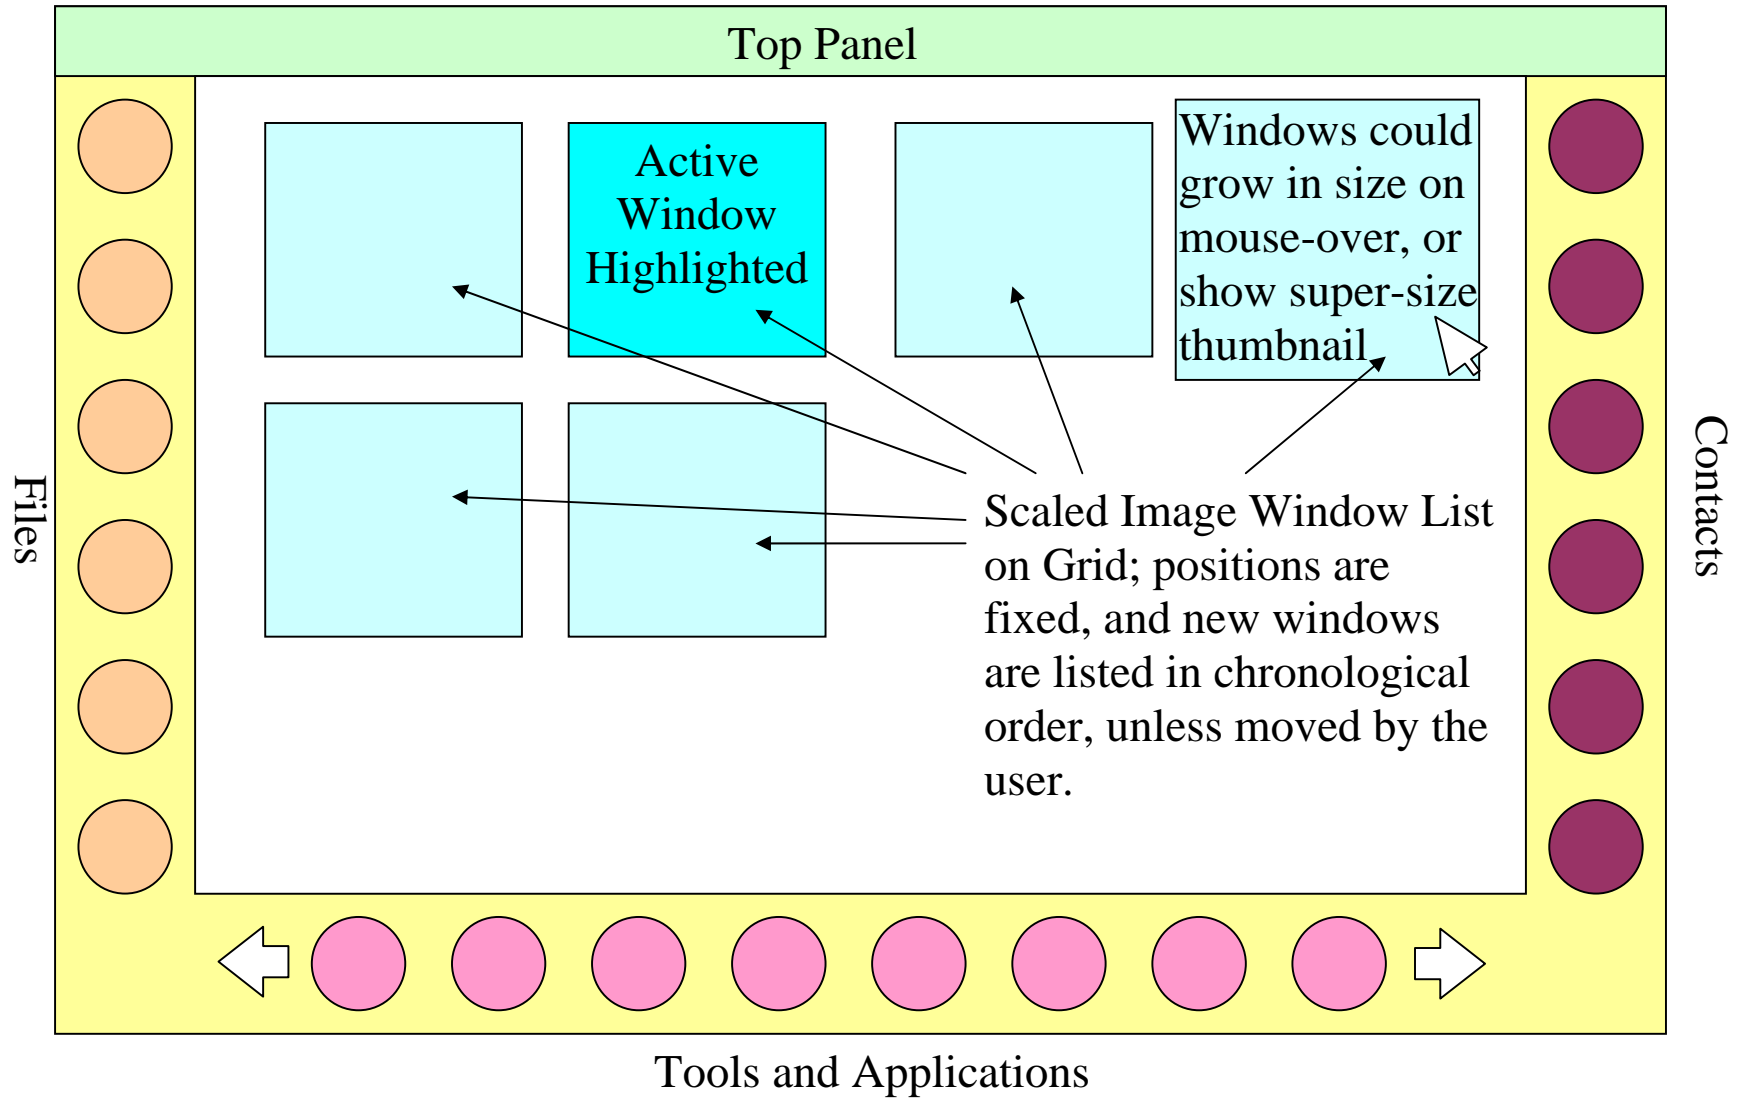 Top Panel
Active
Window
Highlighted
Windows could
grow in size on
mouse-over, or
show super-size
thumbnail.
Files
Contacts
Scaled Image Window List
on Grid; positions are
fixed, and new windows
are listed in chronological
order, unless moved by the
user.
Tools and Applications